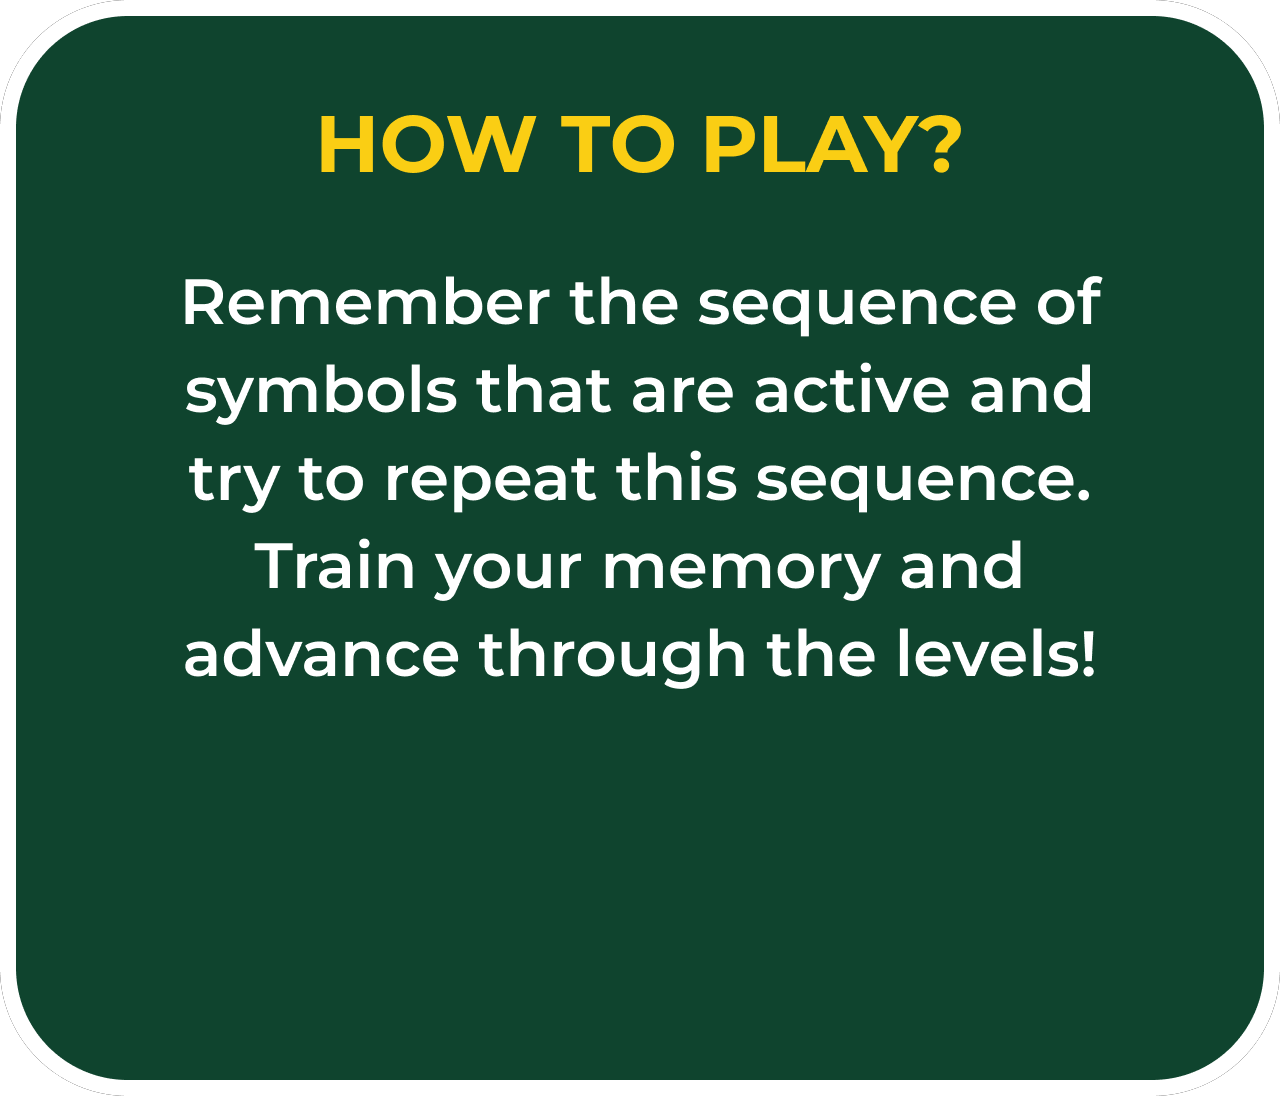 HOW TO PLAY?
Remember the sequence of
symbols that are active and
try to repeat this sequence.
Train your memory and
advance through the levels!